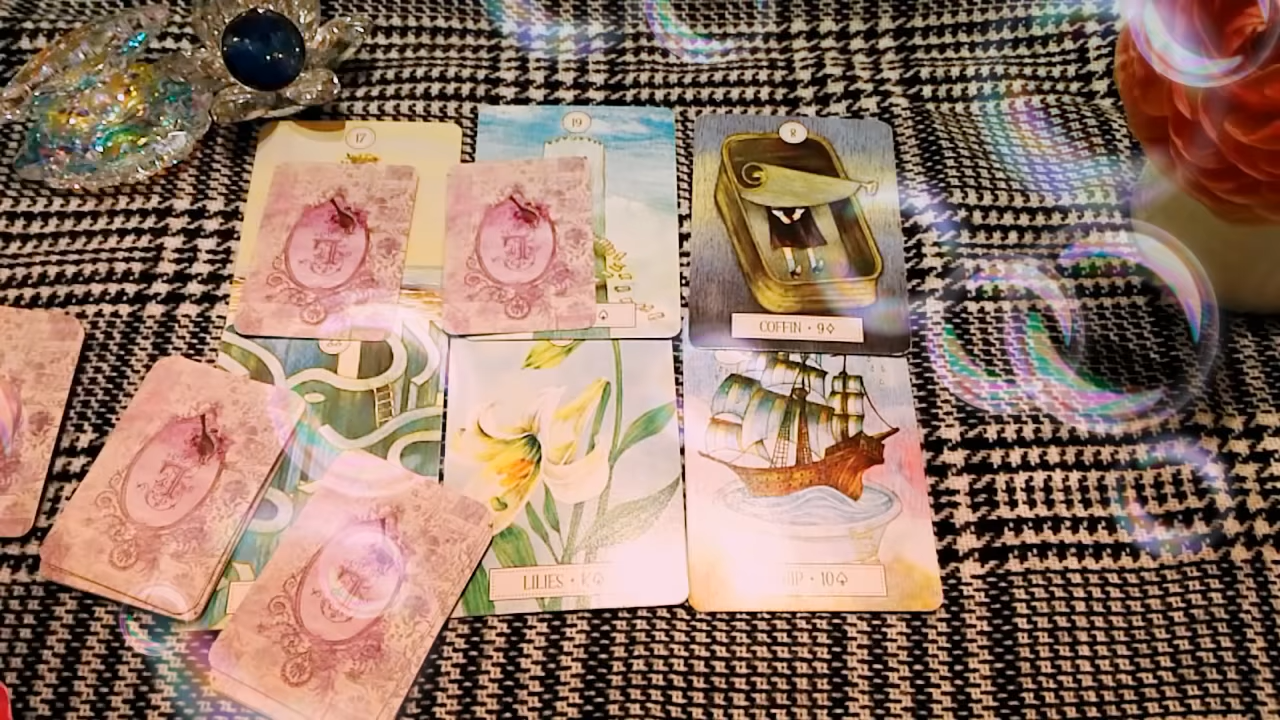 17
19
8
COFFIN • 9♢
LILIES • K♤
IP • 10♤